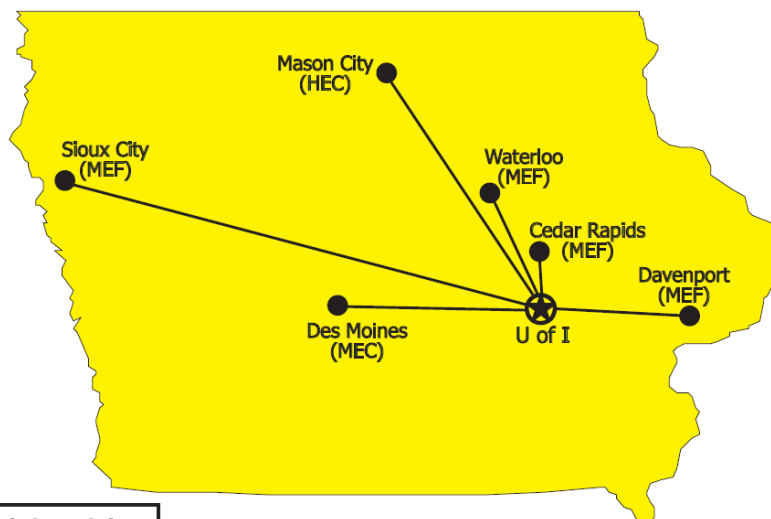 Mason City
(HEC)
Sioux City
(MEF)
Waterloo
(MEF)
Cedar Rapids
(MEF)
Davenport
(MEF)
Des Moines
(MEC)
U of I